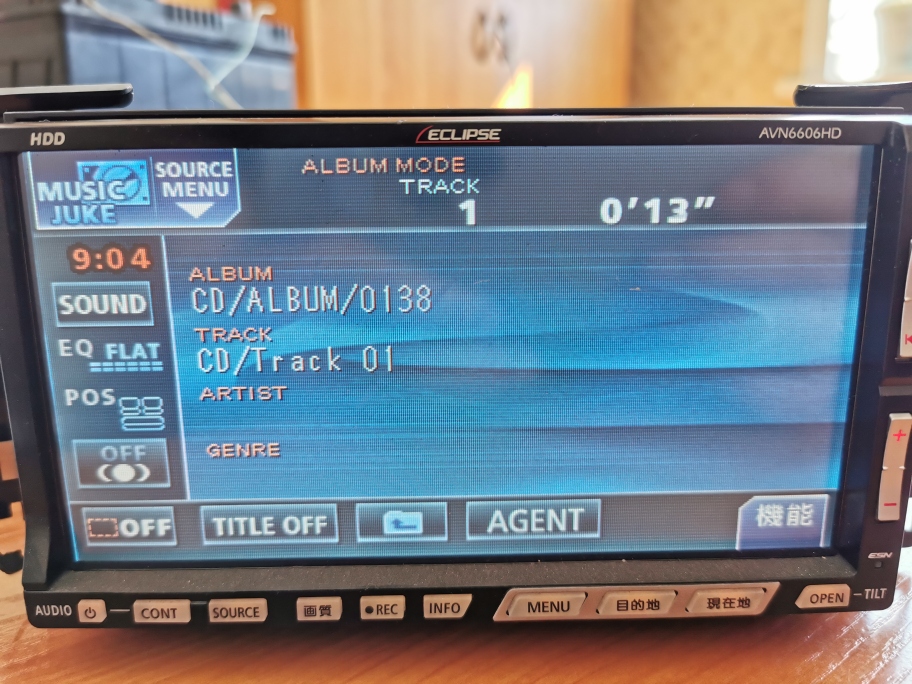 HDD ECLIPSE AVN6606HD
MUSIC JUKE
SOURCE MENU
ALBUM MODE
TRACK
1 0'13"
9:04
SOUND
EQ FLAT
POS
OFF
ALBUM
CD/ALBUM/0138
TRACK
CD/Track 01
ARTIST
GENRE
OFF TITLE OFF AGENT 機能
ESN
AUDIO CONT SOURCE 画質 ●REC INFO MENU 目的地 現在地 OPEN TILT
+
−